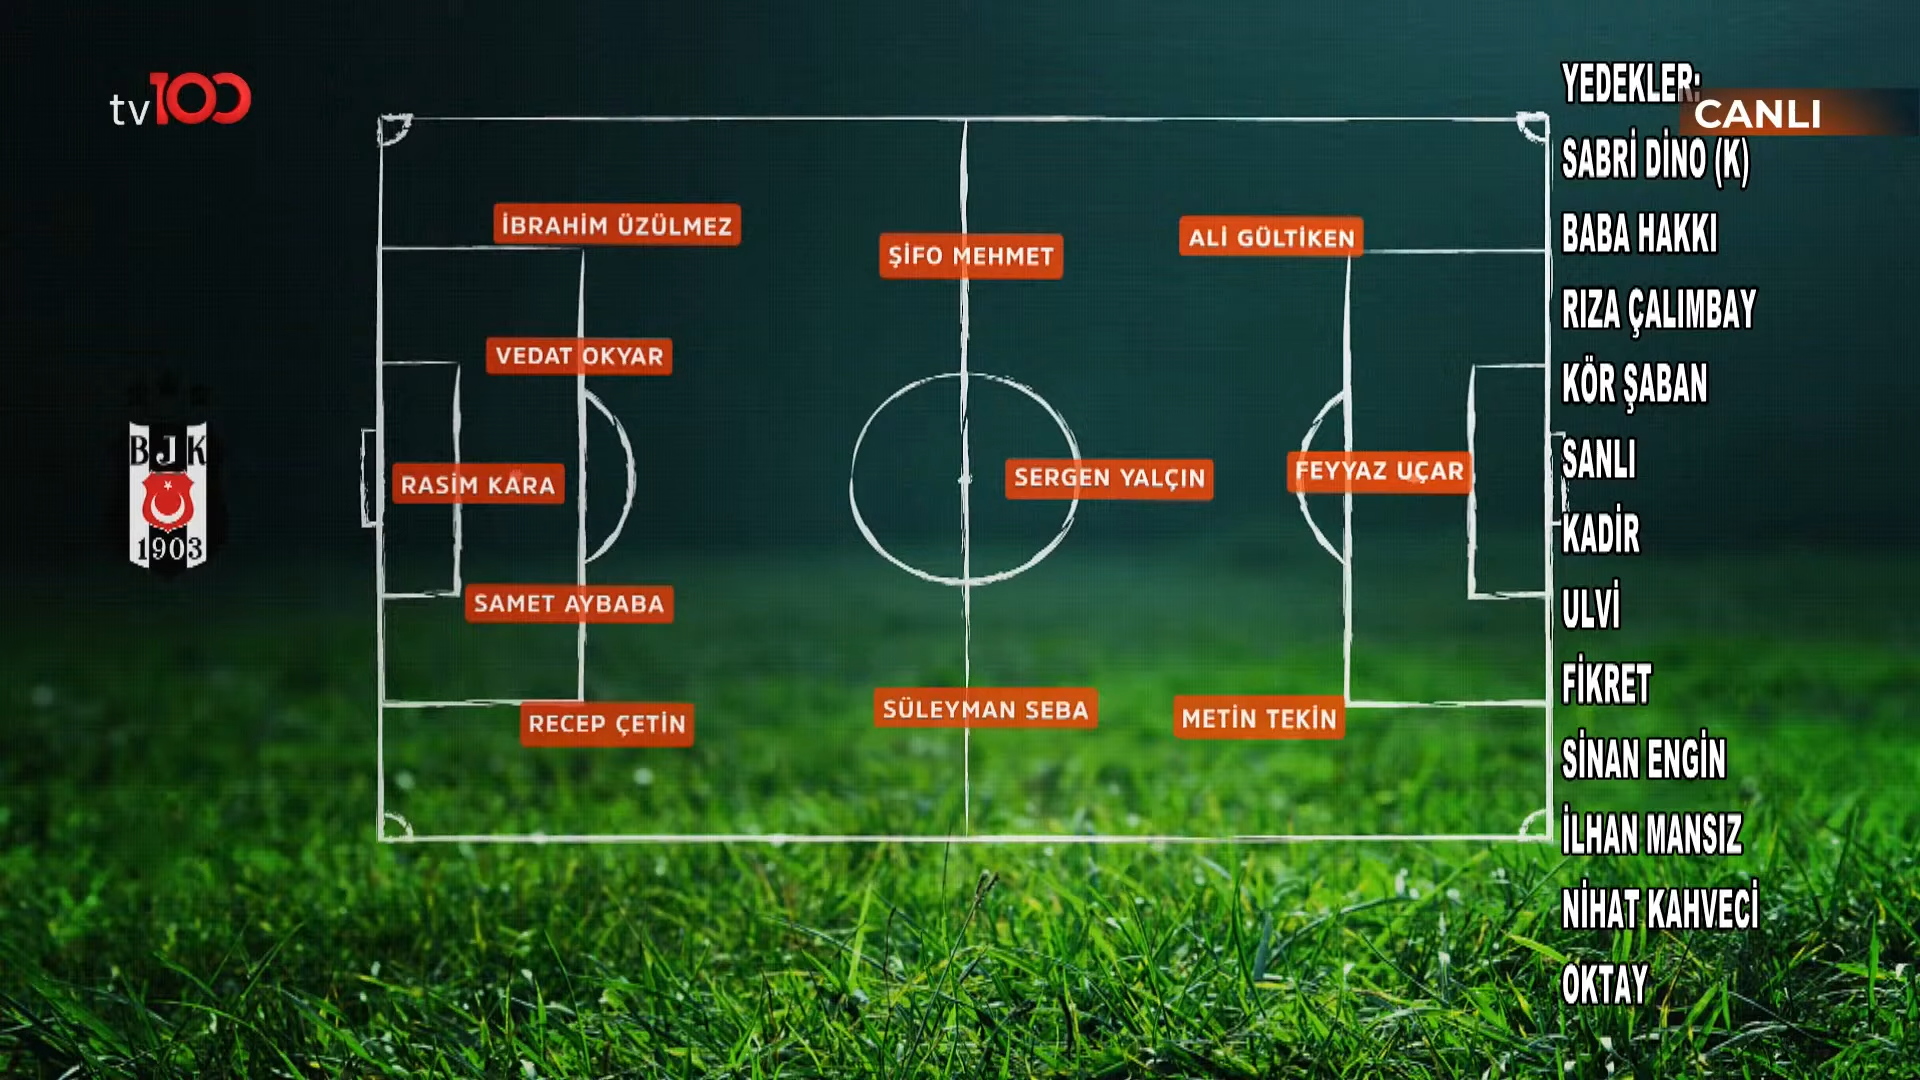 tv100
CANLI
BJK
1903
İBRAHİM ÜZÜLMEZ
VEDAT OKYAR
RASİM KARA
SAMET AYBABA
RECEP ÇETİN
ŞİFO MEHMET
SERGEN YALÇIN
SÜLEYMAN SEBA
ALİ GÜLTİKEN
FEYYAZ UÇAR
METİN TEKİN
YEDEKLER:
SABRİ DİNO (K)
BABA HAKKI
RIZA ÇALIMBAY
KÖR ŞABAN
SANLI
KADİR
ULVİ
FİKRET
SİNAN ENGİN
İLHAN MANSIZ
NİHAT KAHVECİ
OKTAY